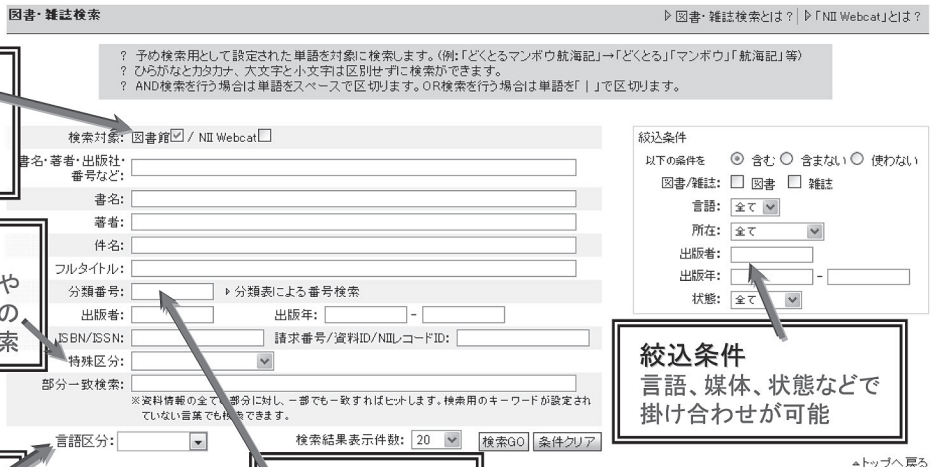 図書・雑誌検索
▷図書・雑誌検索とは？ ▷「NII Webcat」とは？
? 予め検索用として設定された単語を対象に検索します。(例:「どくとるマンボウ航海記」→「どくとる」「マンボウ」「航海記」等)
? ひらがなとカタカナ、大文字と小文字は区別せずに検索ができます。
? AND検索を行う場合は単語をスペースで区切ります。OR検索を行う場合は単語を「 | 」で区切ります。
検索対象: 図書館 / NII Webcat
書名・著者・出版社・
番号など:
書名:
著者:
件名:
フルタイトル:
分類番号: ▷分類表による番号検索
出版者: 出版年: -
ISBN/ISSN: 請求番号/資料ID/NIIレコードID:
特殊区分:
部分一致検索:
※資料情報の全ての部分に対し、一部でも一致すればヒットします。検索用のキーワードが設定され
ていない言葉でも検索できます。
言語区分: 検索結果表示件数: 20 検索GO 条件クリア
絞込条件
以下の条件を 含む 含まない 使わない
図書/雑誌: 図書 雑誌
言語: 全て
所在: 全て
出版者:
出版年: -
状態: 全て
や
の
索
絞込条件
言語、媒体、状態などで
掛け合わせが可能
▲トップへ戻る